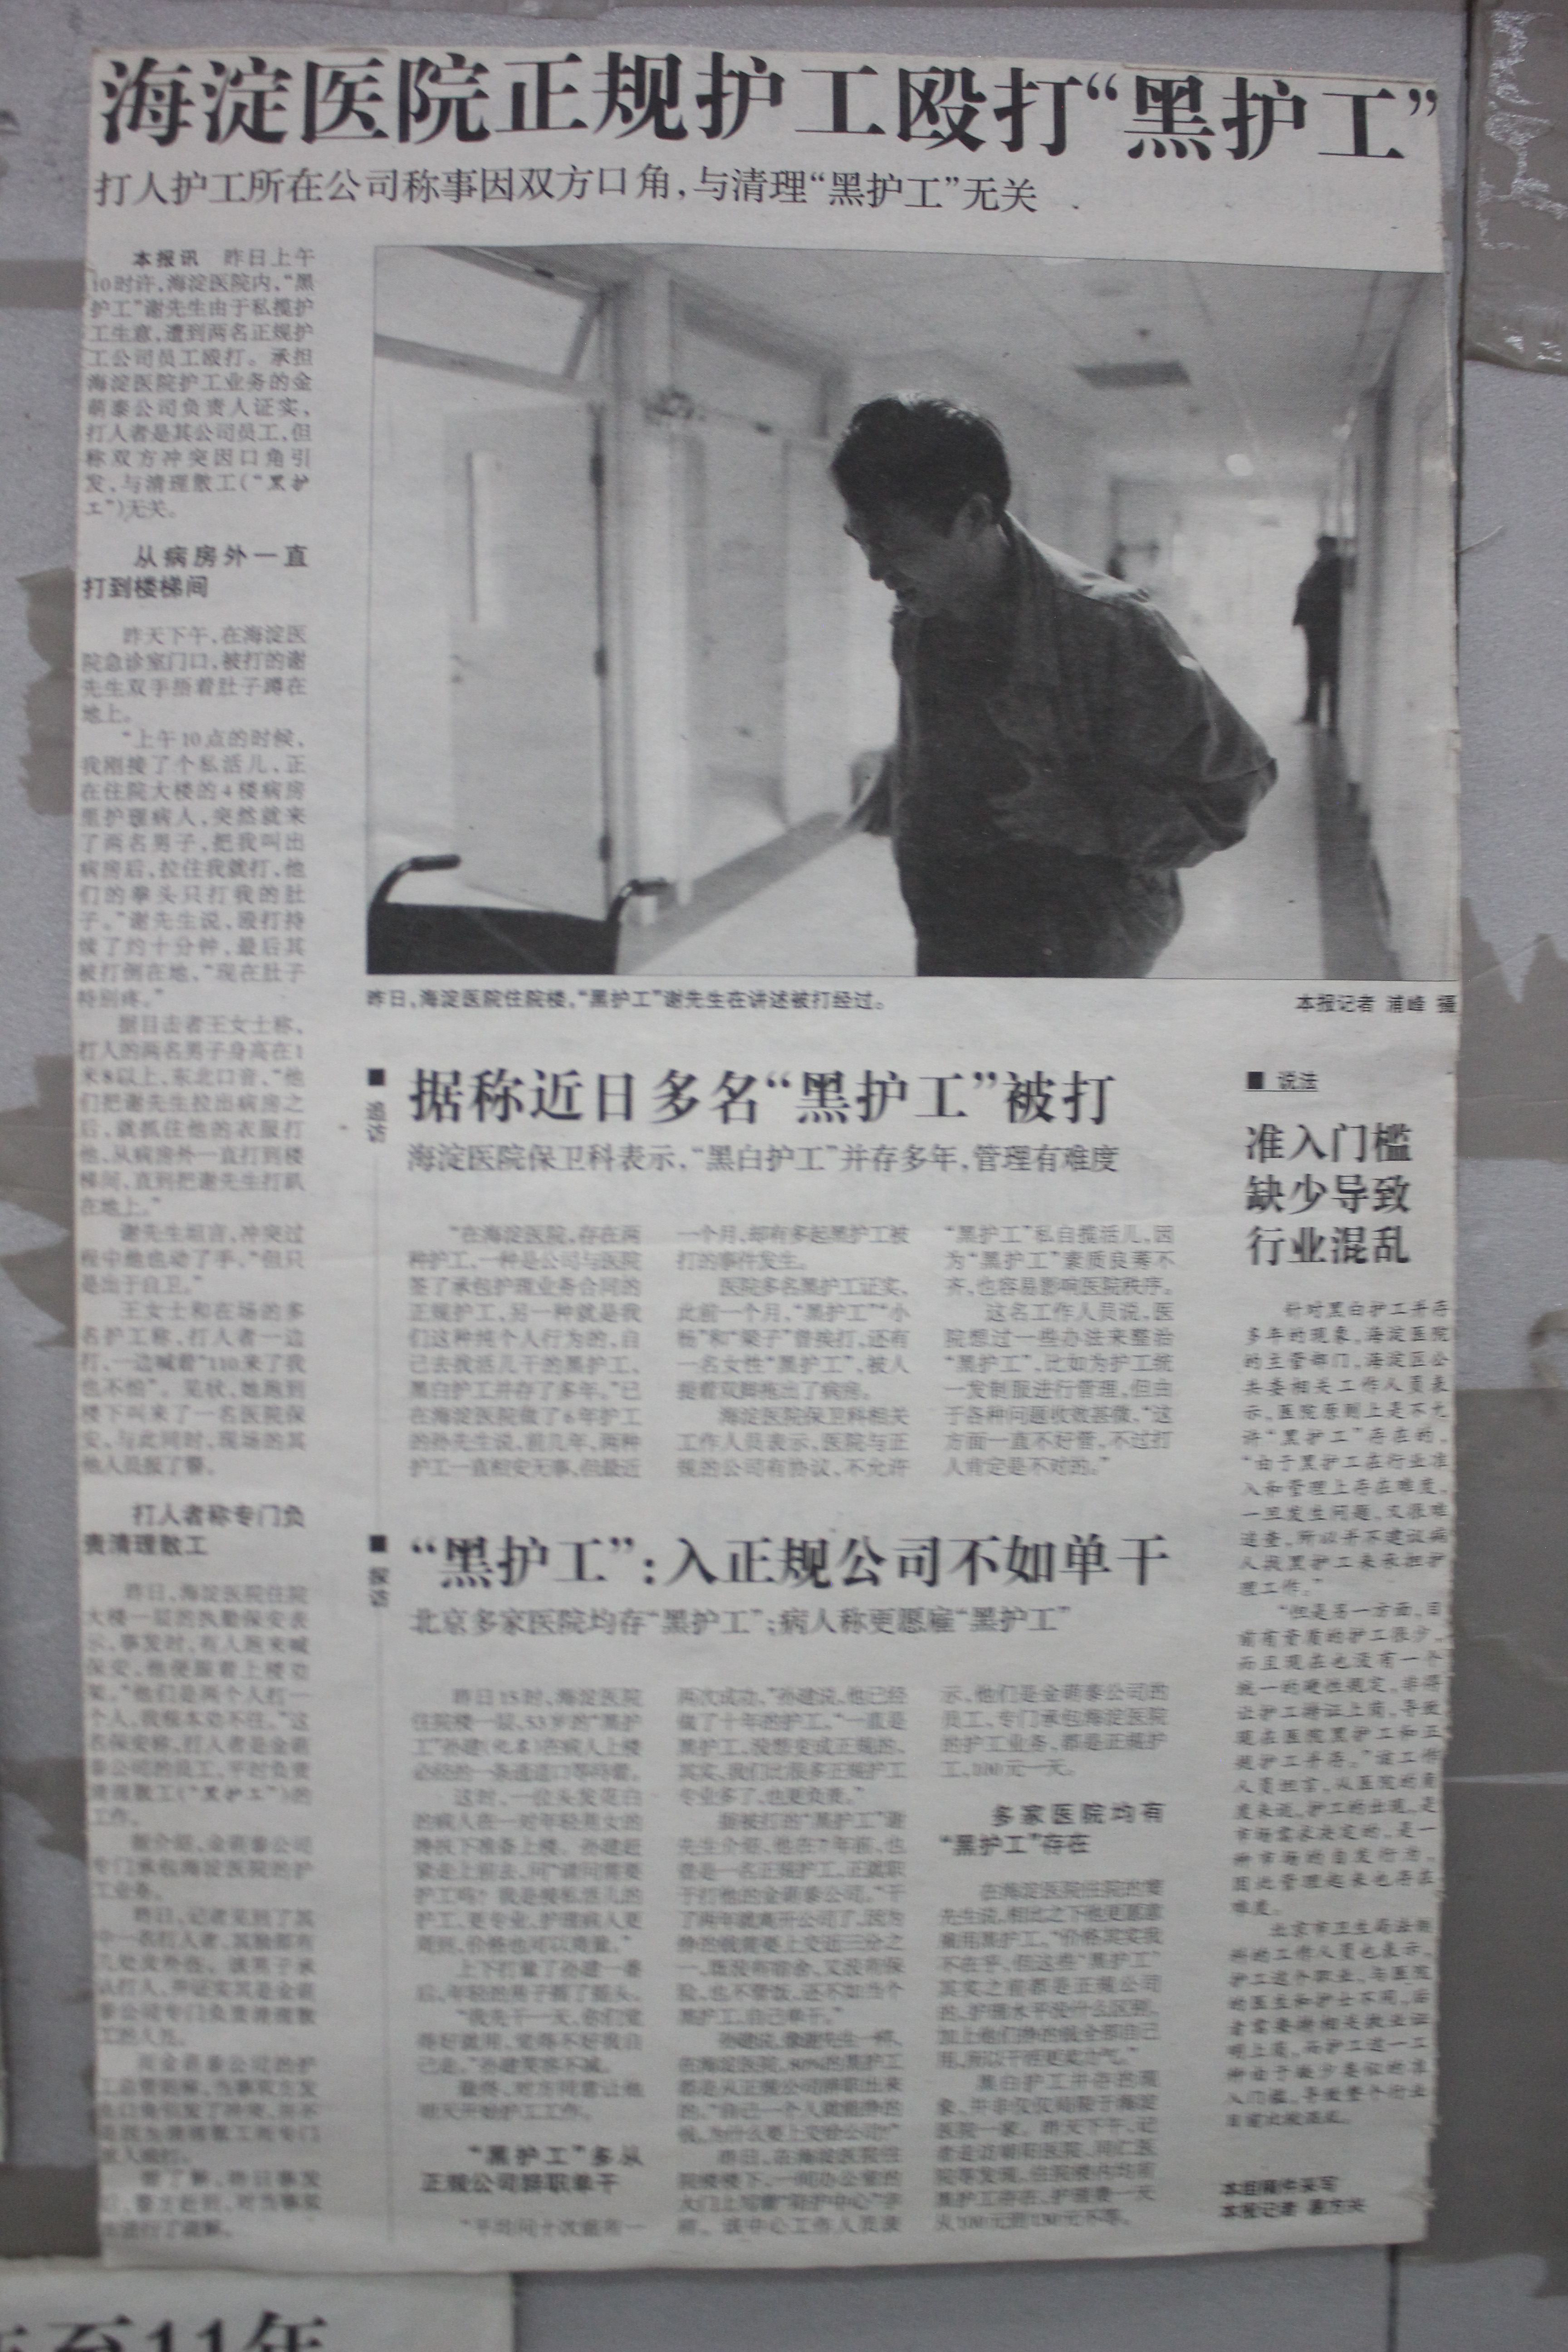 海淀医院正规护工殴打“黑护工”
打人护工所在公司称事因双方口角，与清理“黑护工”无关
本报讯 昨日上午
10时许，海淀医院内，“黑
护工”谢先生由于私揽护
工生意，遭到两名正规护
工公司员工殴打。承担
海淀医院护工业务的金
萌泰公司负责人证实，
打人者是其公司员工，但
称双方冲突因口角引
发，与清理散工（“黑护
工”）无关。
从病房外一直
打到楼梯间
昨天下午，在海淀医
院急诊室门口，被打的谢
先生双手捂着肚子蹲在
地上。
“上午10点的时候，
我刚接了个私活儿，正
在住院大楼的4楼病房
里护理病人，突然就来
了两名男子，把我叫出
病房后，拉住我就打，他
们的拳头只打我的肚
子。”谢先生说，殴打持
续了约十分钟，最后其
被打倒在地，“现在肚子
特别疼。”
据目击者王女士称，
打人的两名男子身高在1
米8以上，东北口音，“他
们把谢先生拉出病房之
后，就抓住他的衣服打
他，从病房外一直打到楼
梯间，直到把谢先生打趴
在地上。”
谢先生坦言，冲突过
程中他也动了手，“但只
是出于自卫。”
王女士和在场的多
名护工称，打人者一边
打，一边喊着“110来了我
也不怕”。见状，她跑到
楼下叫来了一名医院保
安，与此同时，现场的其
他人员报了警。
打人者称专门负
责清理散工
昨日，海淀医院住院
大楼一层的执勤保安表
示，事发时，有人跑来喊
保安，他便跟着上楼劝
架。“他们是两个人打一
个人，我根本劝不住。”这
名保安称，打人者是金萌
泰公司的员工，平时负责
清理散工（“黑护工”）的
工作。
据介绍，金萌泰公司
专门承包海淀医院的护
工业务。
昨日，记者见到了其
中一名打人者，其脸部有
几处皮外伤。该男子承
认打人，并证实其是金萌
泰公司专门负责清理散
工的人员。
昨日，海淀医院住院楼，“黑护工”谢先生在讲述被打经过。
本报记者 浦峰 摄
■ 追访
据称近日多名“黑护工”被打
海淀医院保卫科表示，“黑白护工”并存多年，管理有难度
“在海淀医院，存在两
种护工，一种是公司与医院
签了承包护理业务合同的
正规护工，另一种就是我
们这种纯个人行为的，自
己去找活儿干的黑护工，
黑白护工并存了多年。”已
在海淀医院做了6年护工
的孙先生说，前几年，两种
护工一直相安无事，但最近
一个月，却有多起黑护工被
打的事件发生。
医院多名黑护工证实，
此前一个月，“黑护工”“小
杨”和“梁子”曾挨打，还有
一名女性“黑护工”，被人
提着双脚拖出了病房。
海淀医院保卫科相关
工作人员表示，医院与正
规的公司有协议，不允许
“黑护工”私自揽活儿，因
为“黑护工”素质良莠不
齐，也容易影响医院秩序。
这名工作人员说，医
院想过一些办法来整治
“黑护工”，比如为护工统
一发制服进行管理，但由
于各种问题收效甚微，“这
方面一直不好管，不过打
人肯定是不对的。”
■ 探访
“黑护工”：入正规公司不如单干
北京多家医院均存“黑护工”；病人称更愿雇“黑护工”
昨日15时，海淀医院
住院楼一层，53岁的“黑护
工”孙建（化名）在病人上楼
必经的一条通道口等待着。
这时，一位头发花白
的病人在一对年轻男女的
搀扶下准备上楼。孙建赶
紧走上前去，问“请问需要
护工吗？我是接私活儿的
护工，更专业，护理病人更
周到，价格也可以商量。”
上下打量了孙建一番
后，年轻的男子摇了摇头。
“我先干一天，你们觉
得好就用，觉得不好我自
己走。”孙建笑容不减。
最终，对方同意让他
明天开始护工工作。
“黑护工”多从
正规公司辞职单干
“平均问十次能有一
两次成功。”孙建说，他已经
做了十年的护工，“一直是
黑护工，没想变成正规的，
其实，我们比很多正规护工
专业多了，也更负责。”
据被打的“黑护工”谢
先生介绍，他在7年前，也
曾是一名正规护工，正就职
于打他的金萌泰公司。“干
了两年就离开公司了，因为
挣的钱需要上交近三分之
一，既没有宿舍，又没有保
险，也不管饭，还不如当个
黑护工，自己单干。”
孙建说，像谢先生一样，
在海淀医院，80%的黑护工
都是从正规公司辞职出来
的，“自己一个人就能挣的
钱，为什么要上交给公司？”
昨日，在海淀医院住
院楼楼下，一间办公室的
大门上写着“陪护中心”字
样。该中心工作人员表
示，他们是金萌泰公司的
员工，专门承包海淀医院
的护工业务，都是正规护
工，100元一天。
多家医院均有
“黑护工”存在
在海淀医院住院的窦
先生说，相比之下他更愿意
雇用黑护工，“价格其实我
不在乎，但这些“黑护工”
其实之前都是正规公司
的，护理水平没什么区别，
加上他们挣的钱全部自己
用，所以干活更卖力气。”
黑白护工并存的现
象，并非仅仅局限于海淀
医院一家。昨天下午，记
者走访朝阳医院、同仁医
院等发现，住院楼内均有
黑护工存在，护理费一天
从100元到130元不等。
■ 说法
准入门槛
缺少导致
行业混乱
针对黑白护工并存
多年的现象，海淀医院
的主管部门，海淀区公
共委相关工作人员表
示，医院原则上是不允
许“黑护工”存在的。
“由于黑护工在行业准
入和管理上存在难度，
一旦发生问题，又很难
追查，所以并不建议病
人找黑护工来承担护
理工作。”
“但是另一方面，目
前有资质的护工很少，
而且现在也没有一个
统一的硬性规定，非得
让护工持证上岗，导致
现在医院黑护工和正
规护工并存。”该工作
人员坦言，从医院的角
度来说，护工的出现，是
市场需求决定的，是一
种市场的自发行为，
因此管理起来也存在
难度。
北京市卫生局法制
科的工作人员也表示，
护工这个职业，与医院
的医生和护士不同，后
者需要持相关执业证
明上岗，而护工这一工
种由于缺少类似的准
入门槛，导致整个行业
目前比较混乱。
本组稿件采写
本报记者
至11年